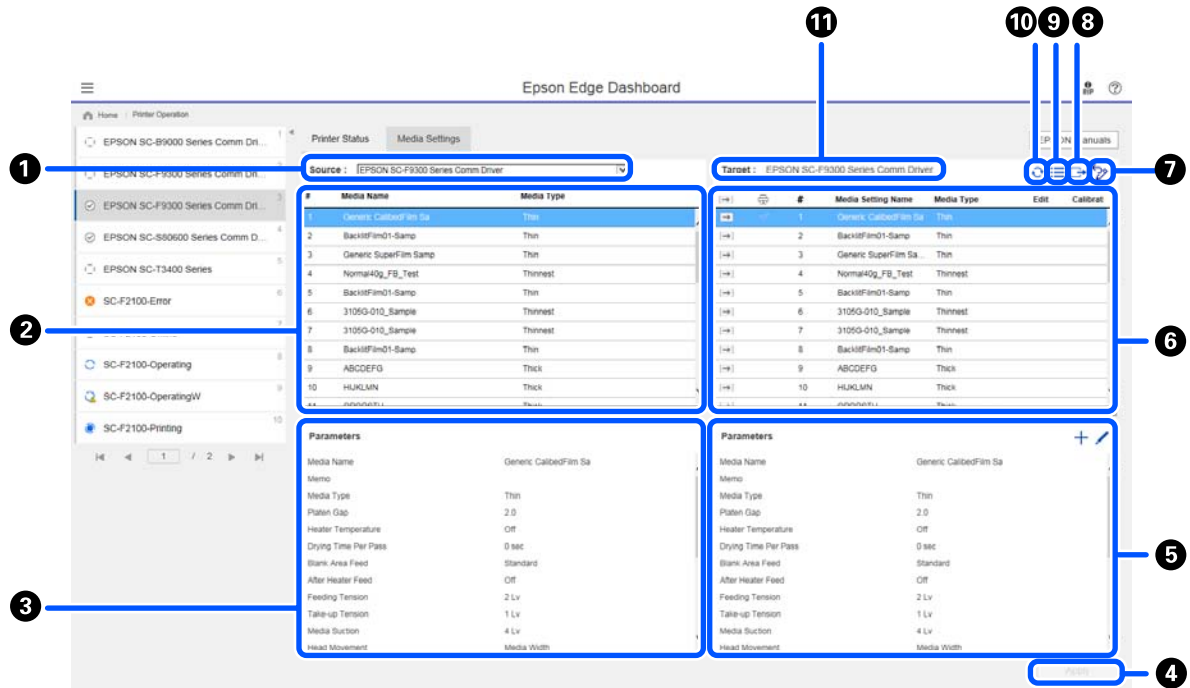 11 10 9 8
Epson Edge Dashboard
RIP
Home / Printer Operation
EPSON SC-B9000 Series Comm Dri... 1
Printer Status Media Settings
1
Source : EPSON SC-F9300 Series Comm Driver
Target : EPSON SC-F9300 Series Comm Driver
7
EPSON SC-F9300 Series Comm Dri...
EPSON SC-F9300 Series Comm Dri... 3
EPSON SC-S80600 Series Comm D... 4
EPSON SC-T3400 Series 5
SC-F2100-Error 6
7
SC-F2100-Operating 8
SC-F2100-OperatingW 9
SC-F2100-Printing 10
1 / 2
2
# Media Name Media Type
1 Generic CalibedFilm Sa Thin
2 BacklitFilm01-Samp Thin
3 Generic SuperFilm Samp Thin
4 Normal40g_FB_Test Thinnest
5 BacklitFilm01-Samp Thin
6 3105G-010_Sample Thinnest
7 3105G-010_Sample Thinnest
8 BacklitFilm01-Samp Thin
9 ABCDEFG Thick
10 HIJKLMN Thick
# Media Setting Name Media Type Edit Calibrat
1 Generic CalibedFilm Sa Thin
2 BacklitFilm01-Samp Thin
3 Generic SuperFilm Sa... Thin
4 Normal40g_FB_Test Thinnest
5 BacklitFilm01-Samp Thin
6 3105G-010_Sample Thinnest
7 3105G-010_Sample Thinnest
8 BacklitFilm01-Samp Thin
9 ABCDEFG Thick
10 HIJKLMN Thick
6
3
Parameters
Media Name Generic CalibedFilm Sa
Memo
Media Type Thin
Platen Gap 2.0
Heater Temperature Off
Drying Time Per Pass 0 sec
Blank Area Feed Standard
After Heater Feed Off
Feeding Tension 2 Lv
Take-up Tension 1 Lv
Media Suction 4 Lv
Head Movement Media Width
Parameters
Media Name Generic CalibedFilm Sa
Memo
Media Type Thin
Platen Gap 2.0
Heater Temperature Off
Drying Time Per Pass 0 sec
Blank Area Feed Standard
After Heater Feed Off
Feeding Tension 2 Lv
Take-up Tension 1 Lv
Media Suction 4 Lv
Head Movement Media Width
5
Apply
4